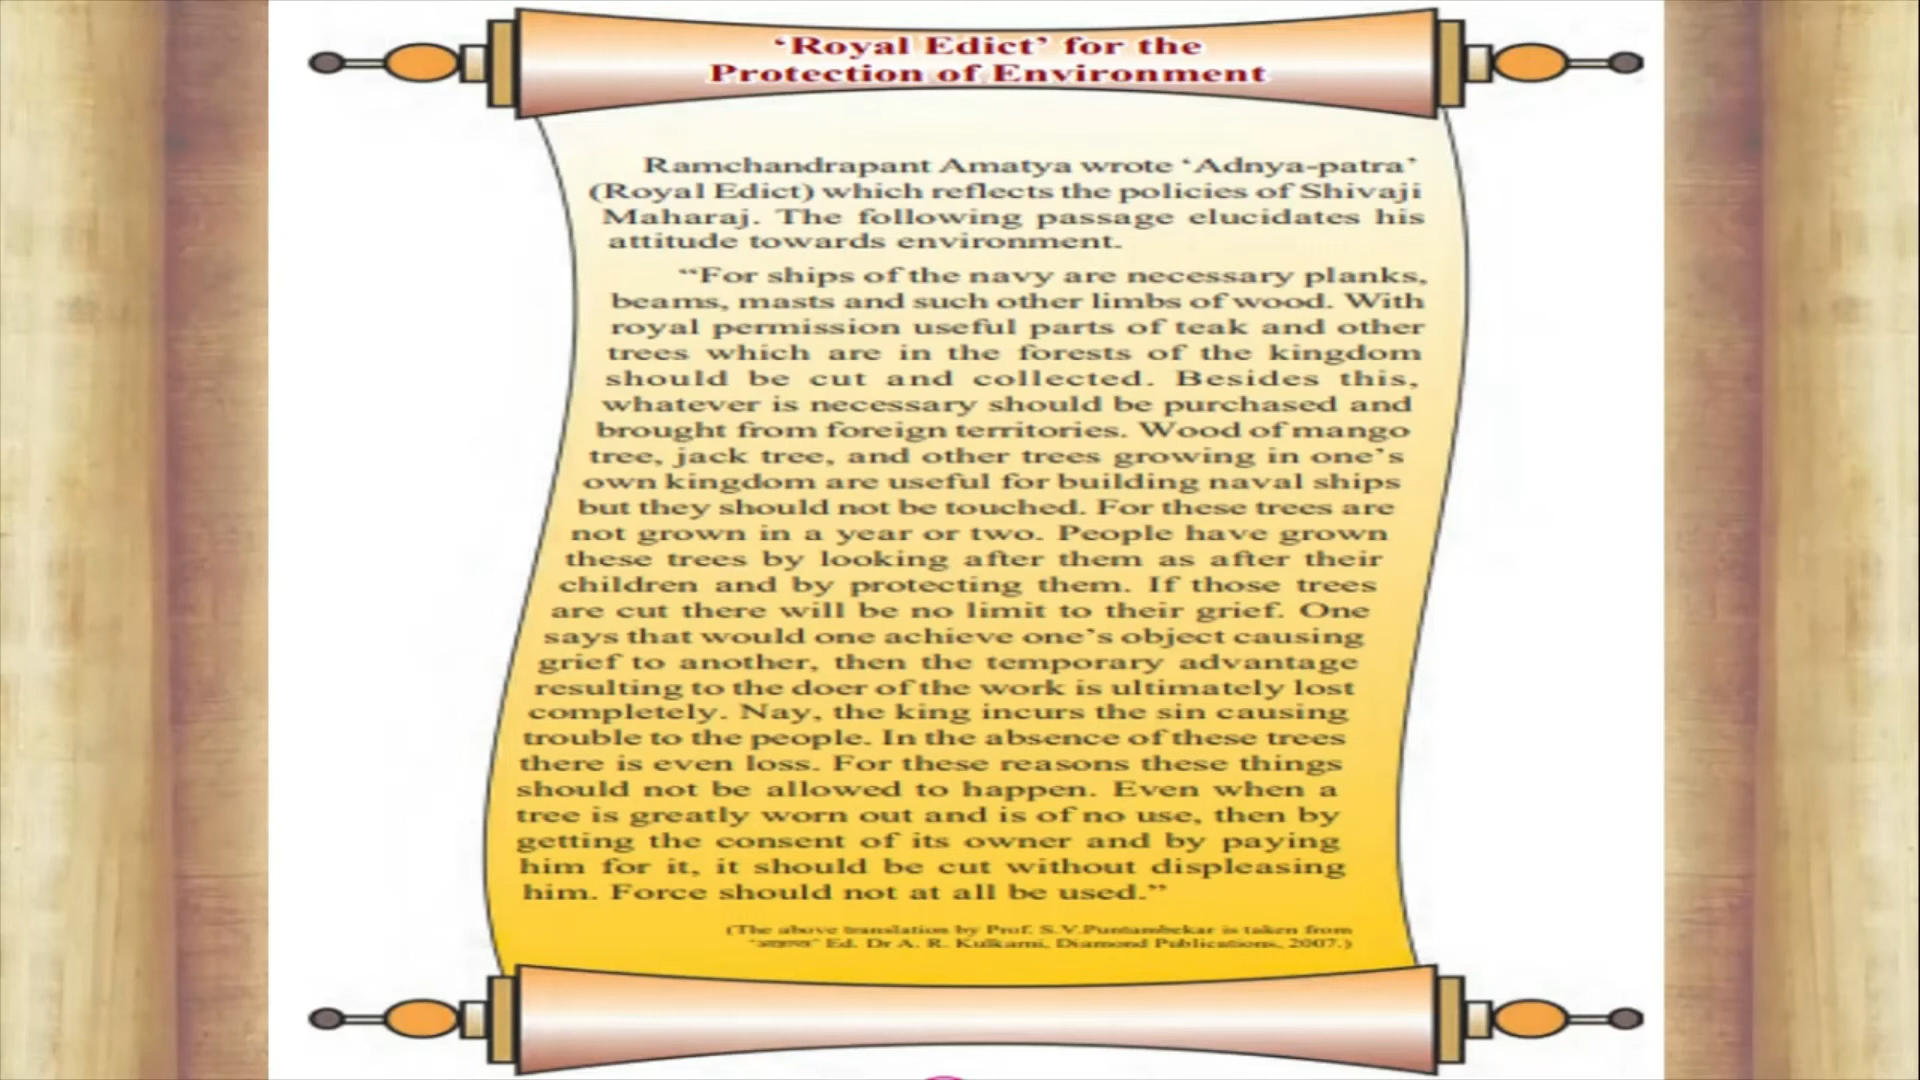 ‘Royal Edict’ for the
Protection of Environment
Ramchandrapant Amatya wrote ‘Adnya-patra’
(Royal Edict) which reflects the policies of Shivaji
Maharaj. The following passage elucidates his
attitude towards environment.
“For ships of the navy are necessary planks,
beams, masts and such other limbs of wood. With
royal permission useful parts of teak and other
trees which are in the forests of the kingdom
should be cut and collected. Besides this,
whatever is necessary should be purchased and
brought from foreign territories. Wood of mango
tree, jack tree, and other trees growing in one’s
own kingdom are useful for building naval ships
but they should not be touched. For these trees are
not grown in a year or two. People have grown
these trees by looking after them as after their
children and by protecting them. If those trees
are cut there will be no limit to their grief. One
says that would one achieve one’s object causing
grief to another, then the temporary advantage
resulting to the doer of the work is ultimately lost
completely. Nay, the king incurs the sin causing
trouble to the people. In the absence of these trees
there is even loss. For these reasons these things
should not be allowed to happen. Even when a
tree is greatly worn out and is of no use, then by
getting the consent of its owner and by paying
him for it, it should be cut without displeasing
him. Force should not at all be used.”
(The above translation by Prof. S.V.Puntambekar is taken from
Ed. Dr A. R. Kulkarni, Diamond Publications, 2007.)